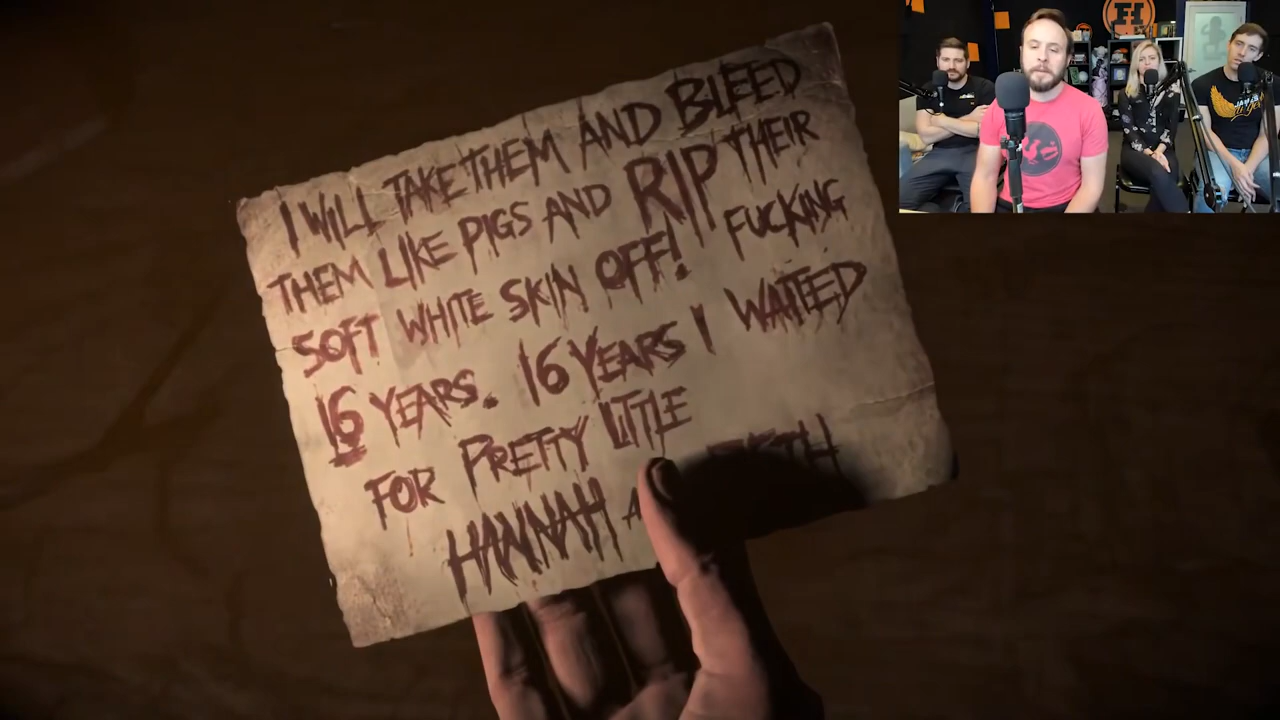 I WILL TAKE THEM AND BLEED
THEM LIKE PIGS AND RIP THEIR
SOFT WHITE SKIN OFF! FUCKING
16 YEARS. 16 YEARS I WAITED
FOR PRETTY LITTLE
HANNAH